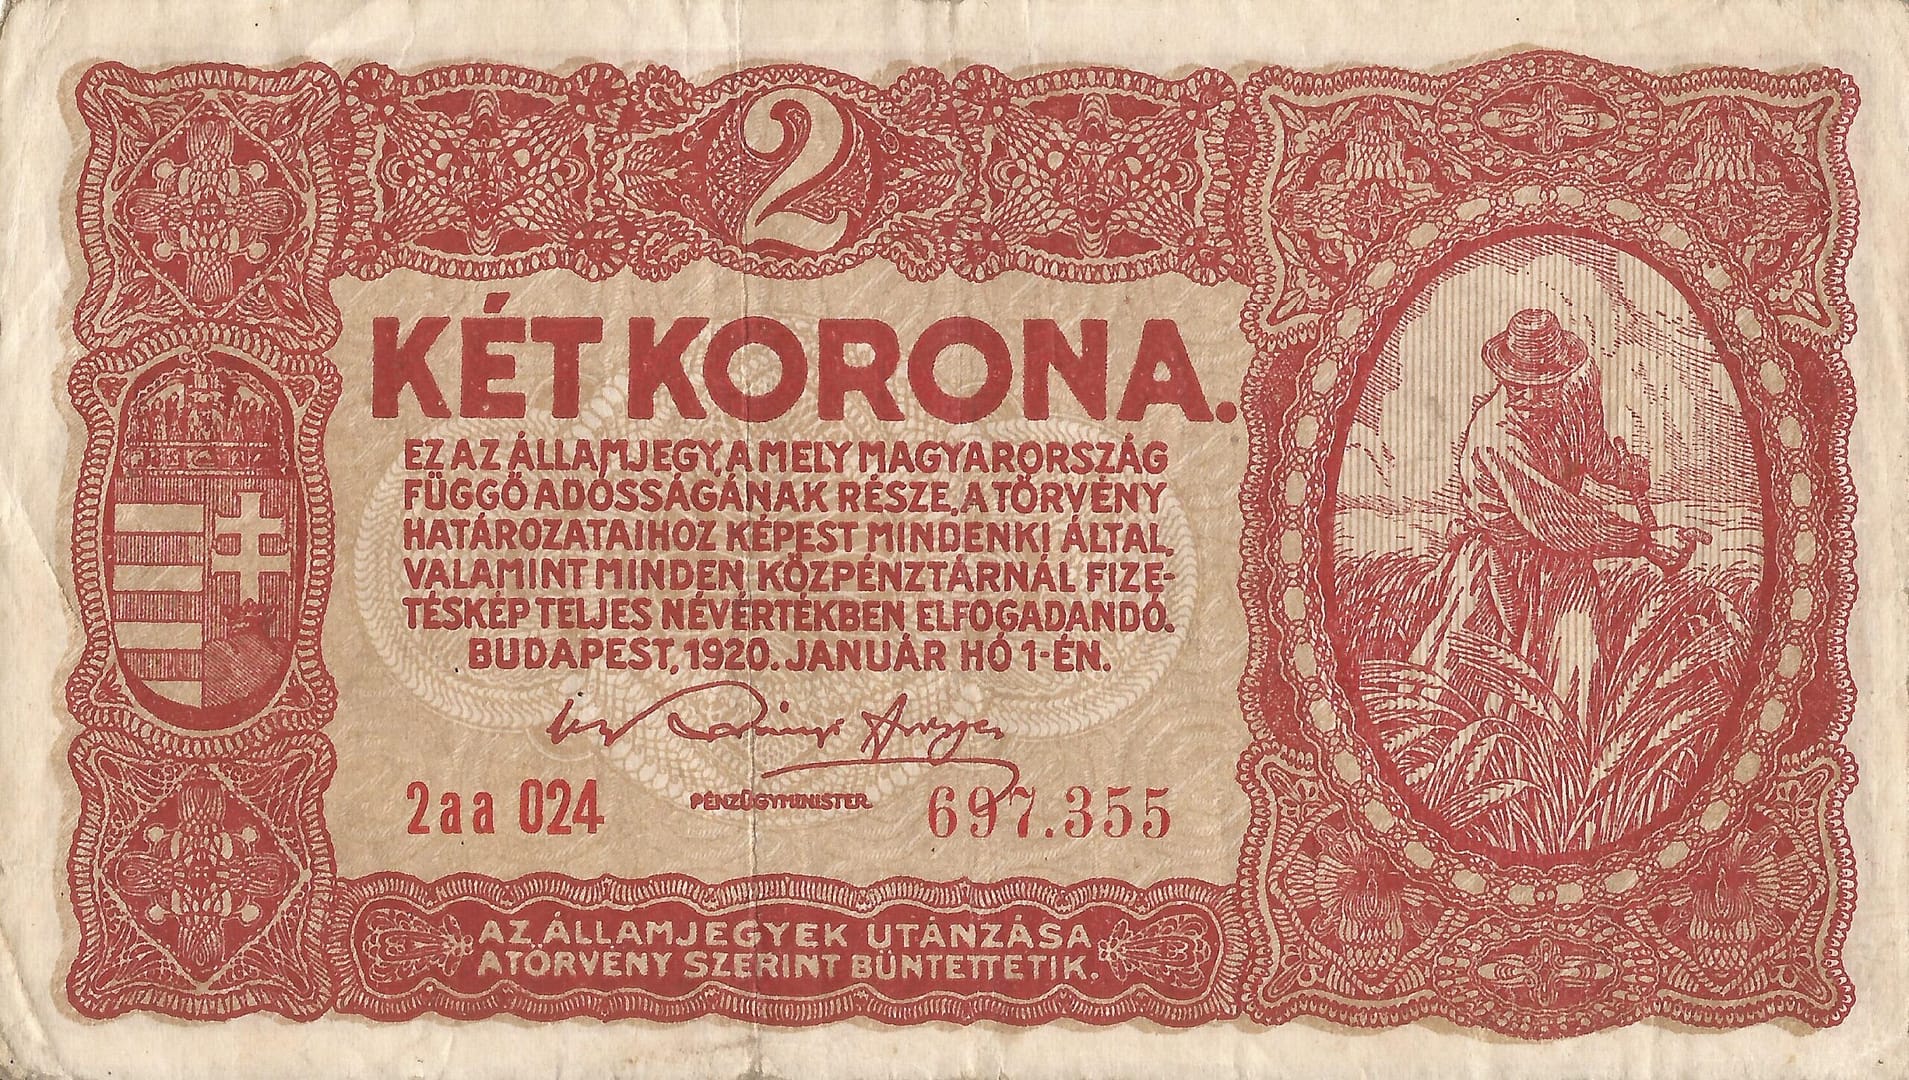 2
KÉT KORONA.
EZ AZ ÁLLAMJEGY, A MELY MAGYARORSZÁG
FÜGGŐ ADÓSSÁGÁNAK RÉSZE, A TÖRVÉNY
HATÁROZATAIHOZ KÉPEST MINDENKI ÁLTAL,
VALAMINT MINDEN KÖZPÉNZTÁRNÁL FIZE-
TÉSKÉP TELJES NÉVÉRTÉKBEN ELFOGADANDÓ.
BUDAPEST, 1920. JANUÁR HÓ 1-ÉN.
2aa 024
PÉNZÜGYMINISTER
697.355
AZ ÁLLAMJEGYEK UTÁNZÁSA
A TÖRVÉNY SZERINT BÜNTETTETIK.